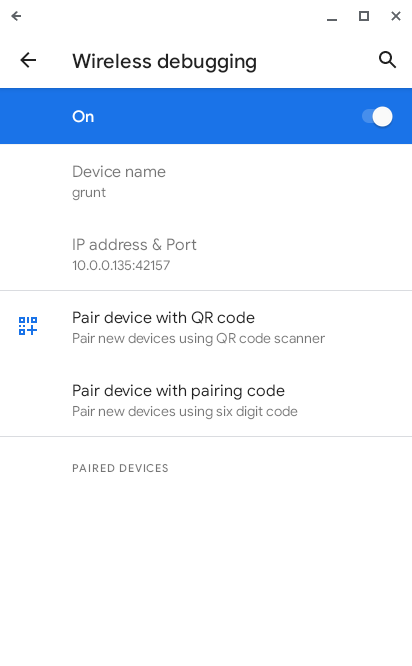 Wireless debugging
On
Device name
grunt
IP address & Port
10.0.0.135:42157
Pair device with QR code
Pair new devices using QR code scanner
Pair device with pairing code
Pair new devices using six digit code
PAIRED DEVICES